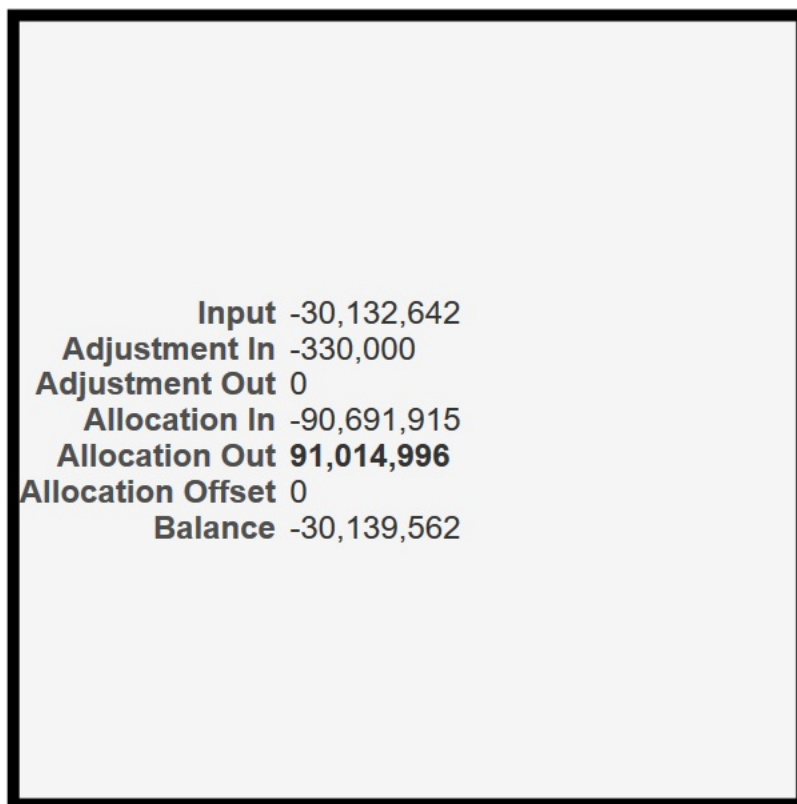 Input -30,132,642
Adjustment In -330,000
Adjustment Out 0
Allocation In -90,691,915
Allocation Out 91,014,996
Allocation Offset 0
Balance -30,139,562